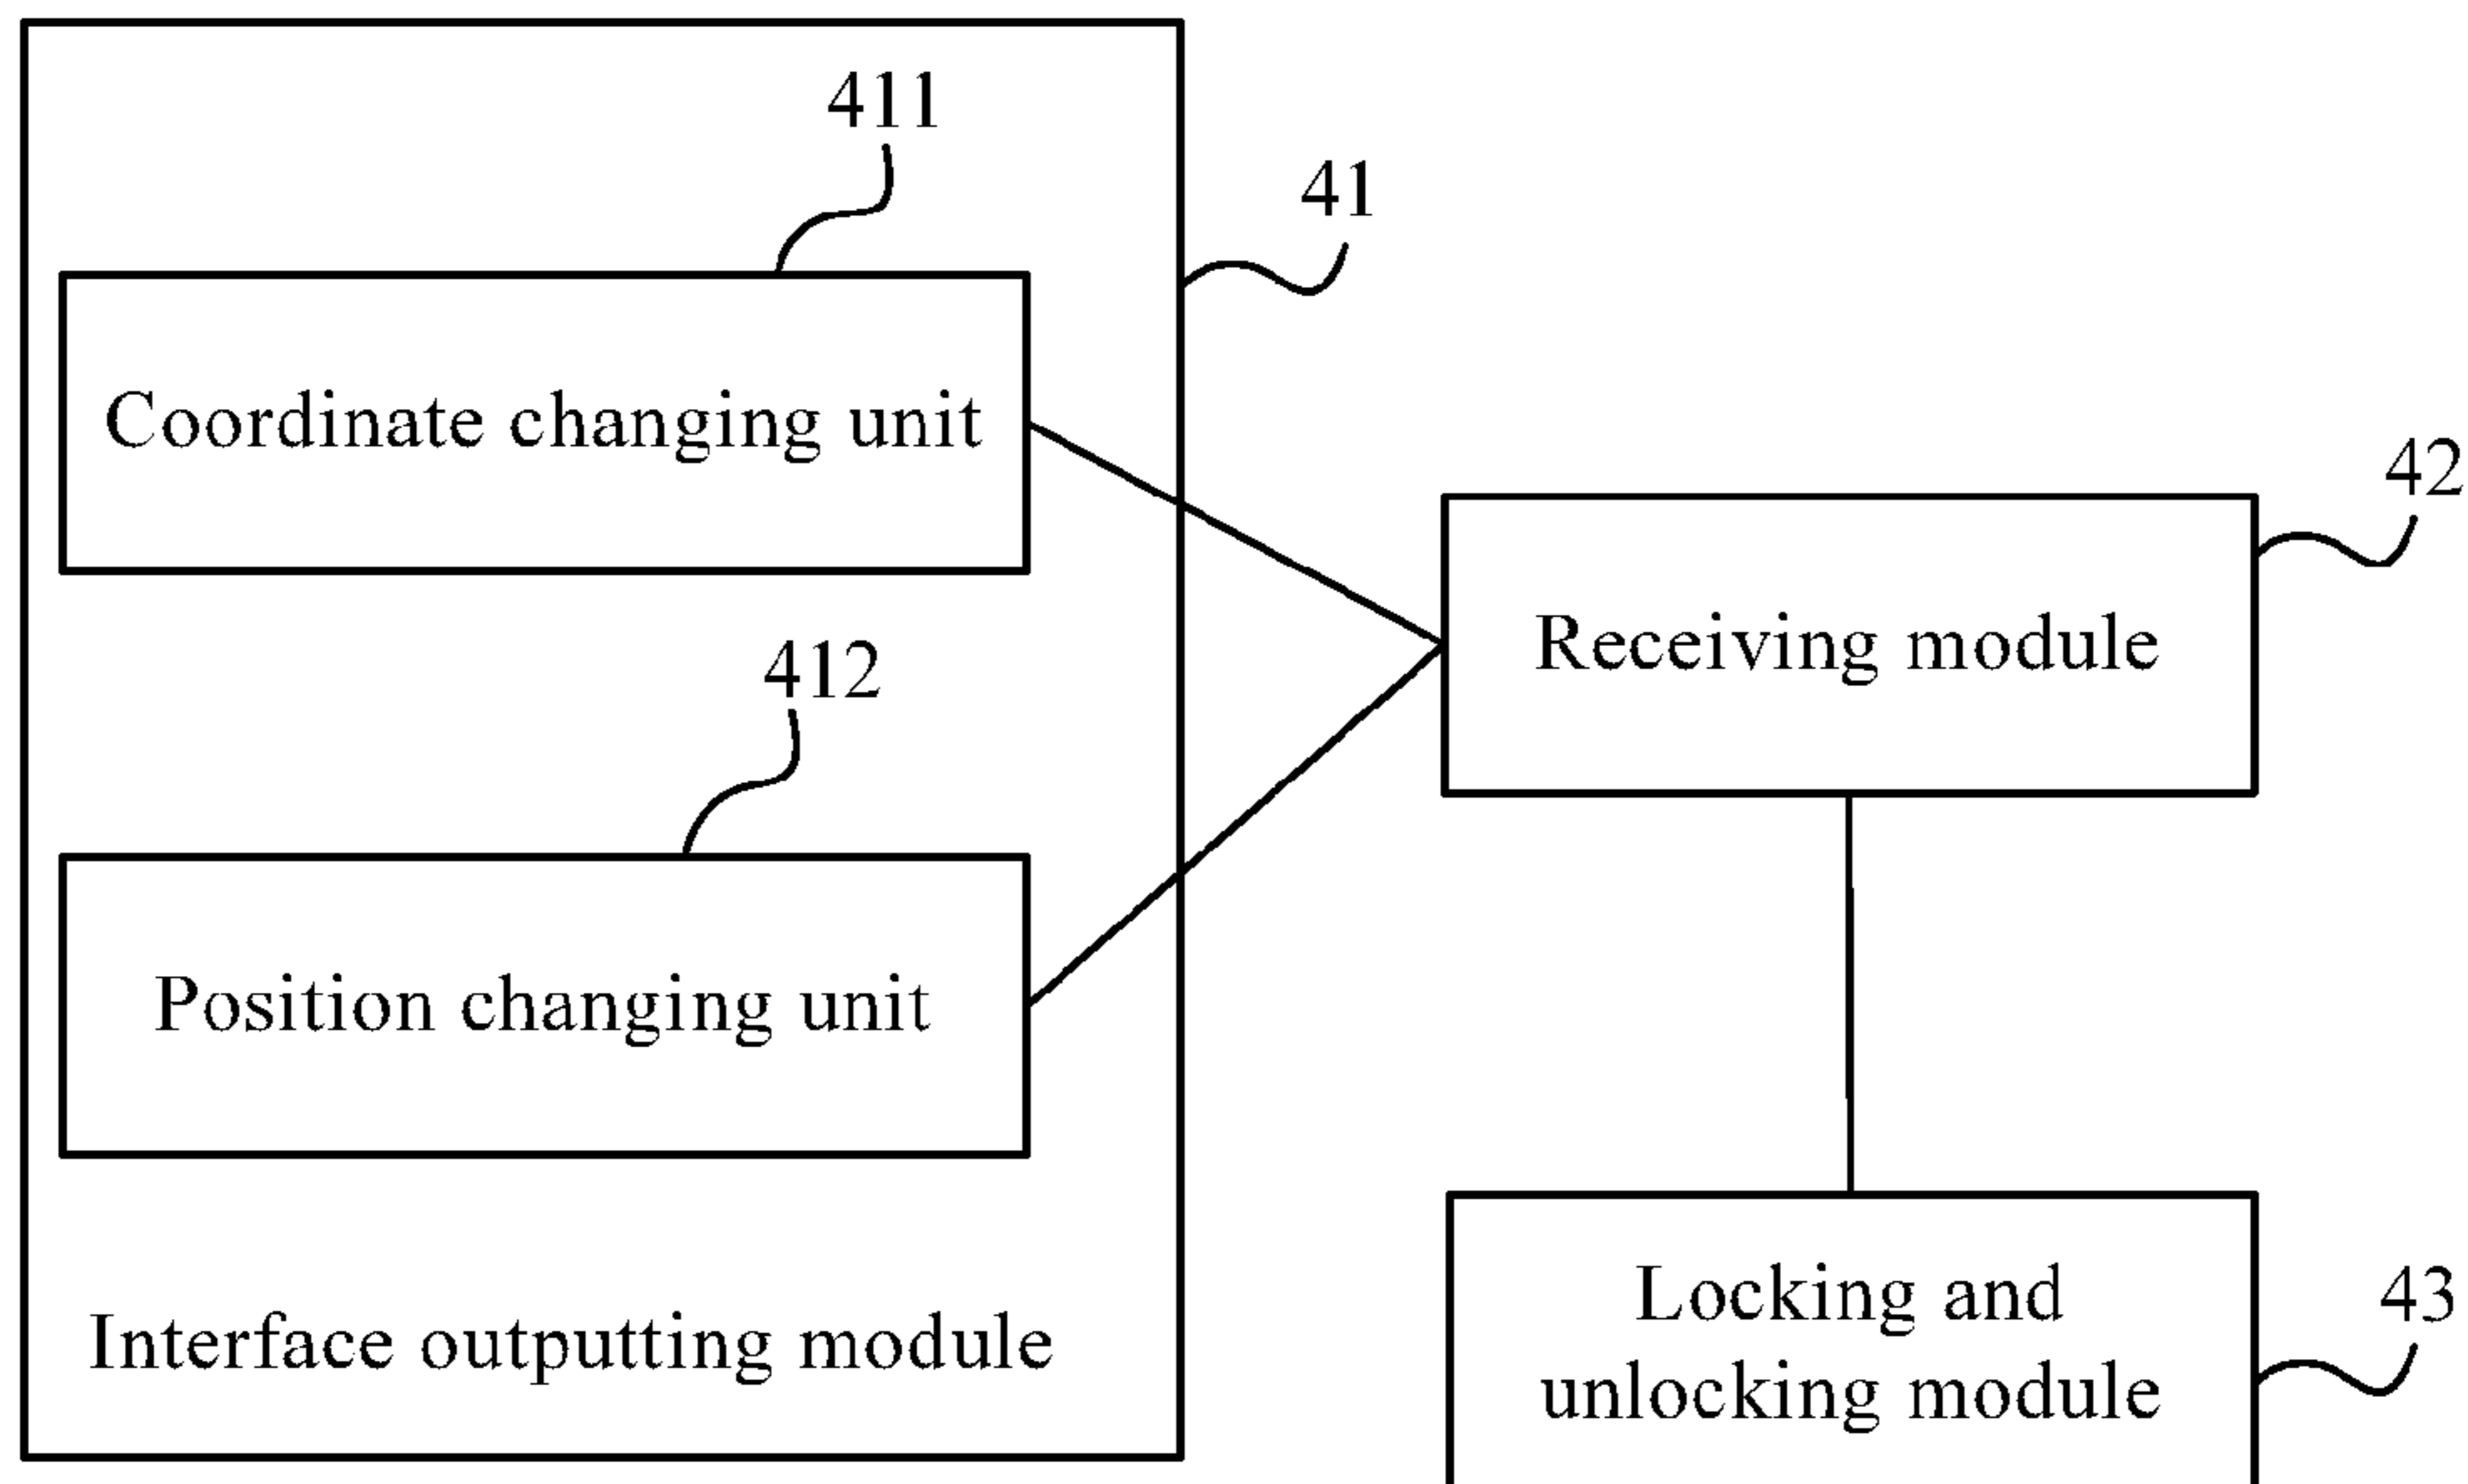 411
41
Coordinate changing unit
42
Receiving module
412
Position changing unit
Locking and
unlocking module
43
Interface outputting module